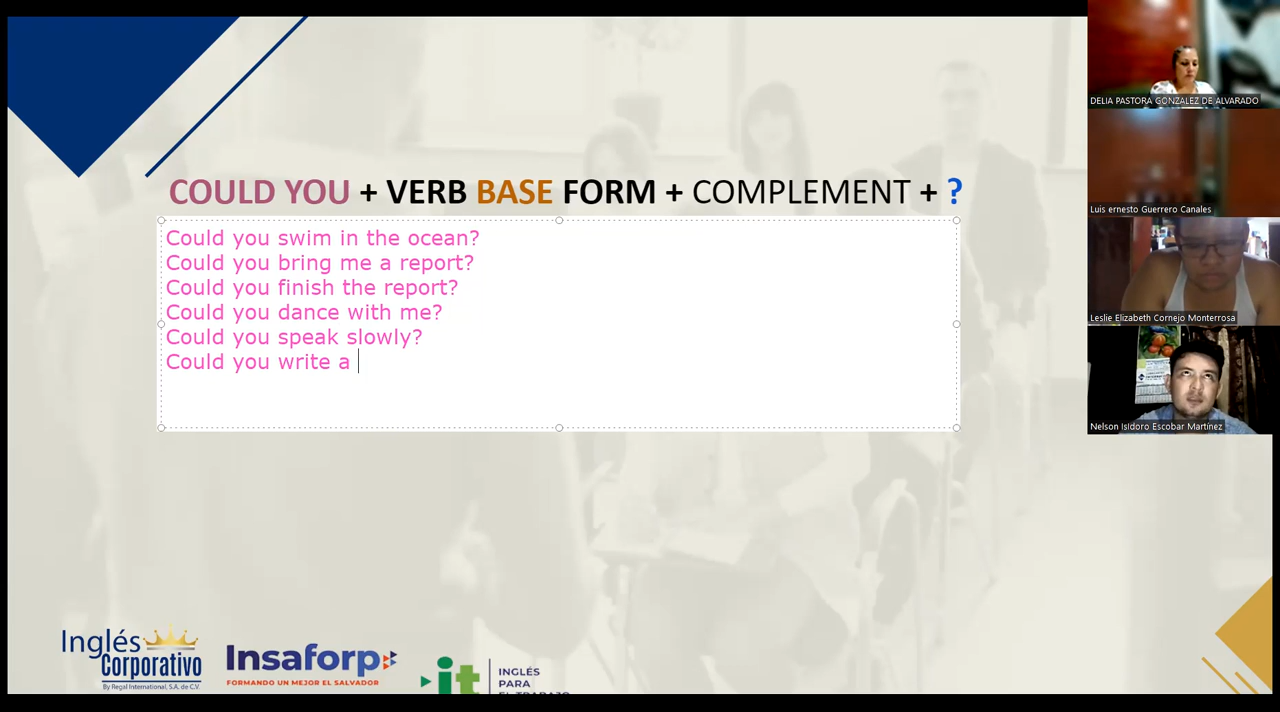 COULD YOU + VERB BASE FORM + COMPLEMENT + ?
Could you swim in the ocean?
Could you bring me a report?
Could you finish the report?
Could you dance with me?
Could you speak slowly?
Could you write a
DELIA PASTORA GONZALEZ DE ALVARADO
Luis ernesto Guerrero Canales
Leslie Elizabeth Cornejo Monterrosa
Nelson Isidoro Escobar Martínez
Inglés
Corporativo
By Regal International, S.A. de C.V.
Insaforp
FORMANDO UN MEJOR EL SALVADOR
it
INGLÉS
PARA
EL TRABAJO